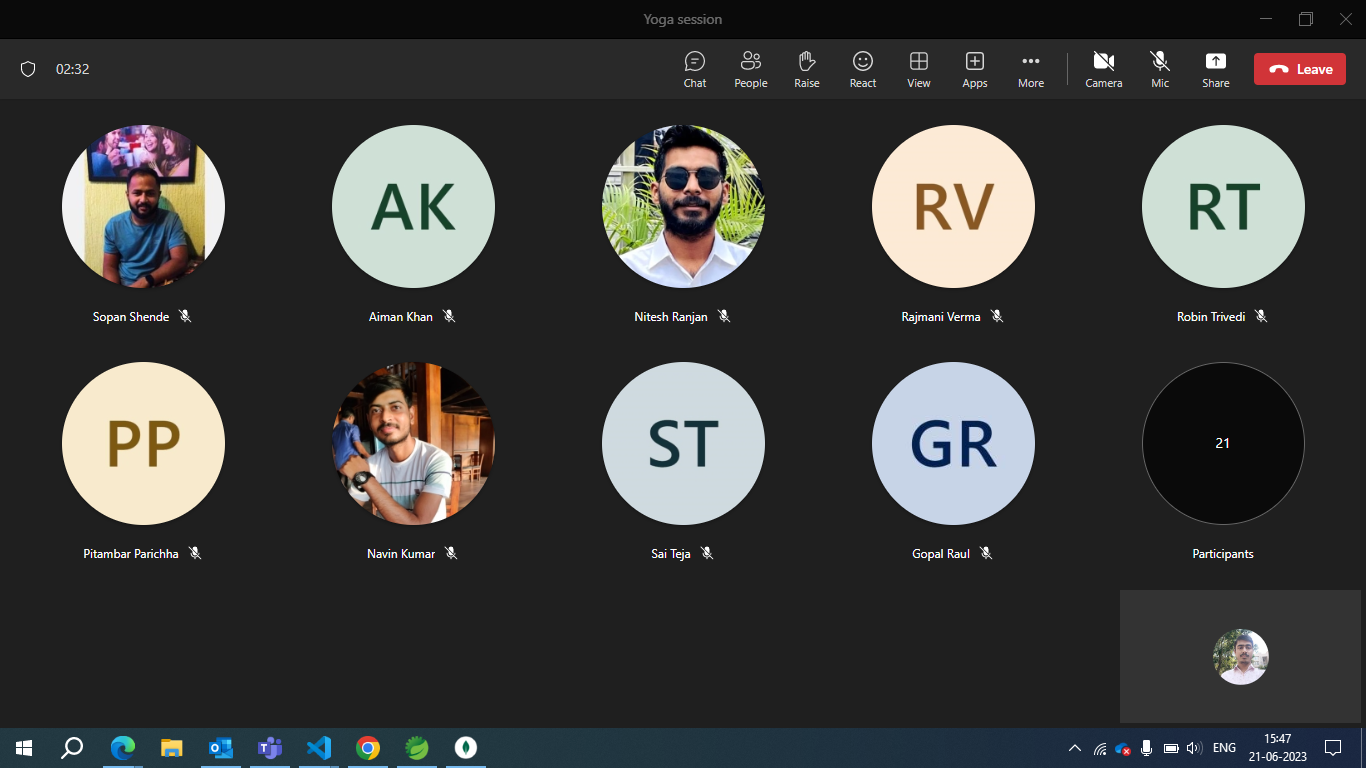 Yoga session
02:32
Chat
People
Raise
React
View
Apps
More
Camera
Mic
Share
Leave
AK
RV
RT
Sopan Shende
Aiman Khan
Nitesh Ranjan
Rajmani Verma
Robin Trivedi
PP
ST
GR
21
Pitambar Parichha
Navin Kumar
Sai Teja
Gopal Raul
Participants
ENG
15:47
21-06-2023